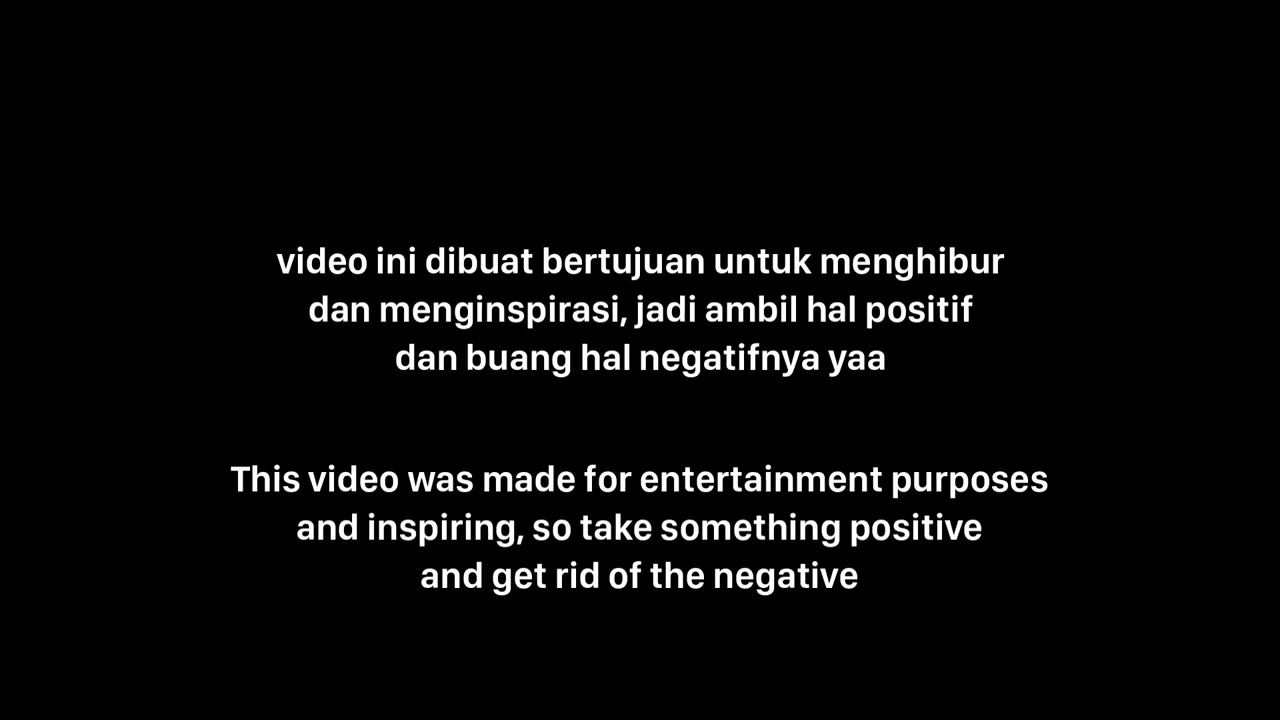 video ini dibuat bertujuan untuk menghibur
dan menginspirasi, jadi ambil hal positif
dan buang hal negatifnya yaa
This video was made for entertainment purposes
and inspiring, so take something positive
and get rid of the negative